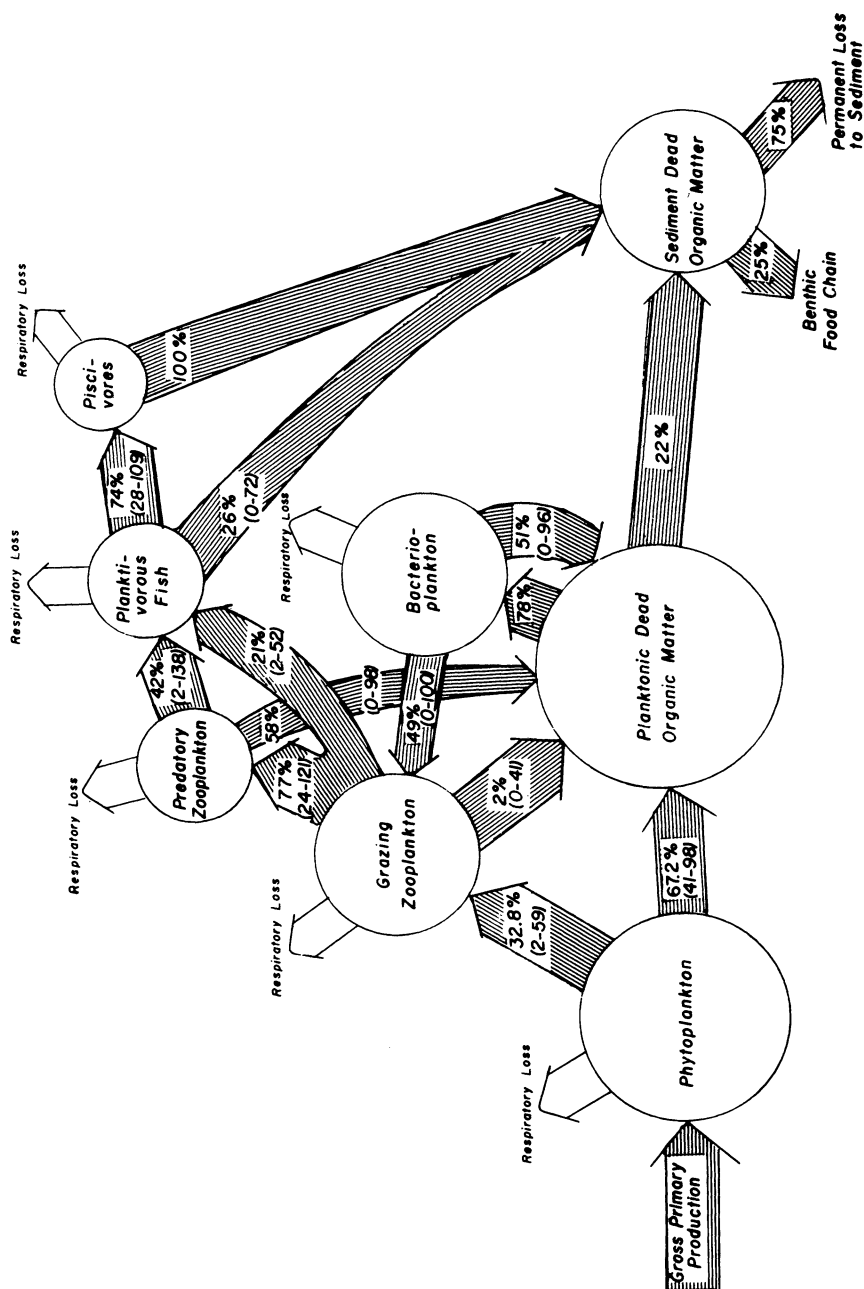 Gross Primary
Production
Respiratory Loss
Phytoplankton
32.8%
(2-59)
67.2%
(41-98)
Respiratory Loss
Grazing
Zooplankton
77%
(24-121)
21%
(2-52)
2%
(0-41)
Respiratory Loss
Predatory
Zooplankton
42%
(2-138)
58%
(0-98)
49%
(0-100)
Respiratory Loss
Bacterio-
plankton
51%
(0-96)
78%
Planktonic Dead
Organic Matter
22%
Respiratory Loss
Plankti-
vorous
Fish
74%
(28-109)
26%
(0-72)
Respiratory Loss
Pisci-
vores
100%
Sediment Dead
Organic Matter
25%
Benthic
Food Chain
75%
Permanent Loss
to Sediment